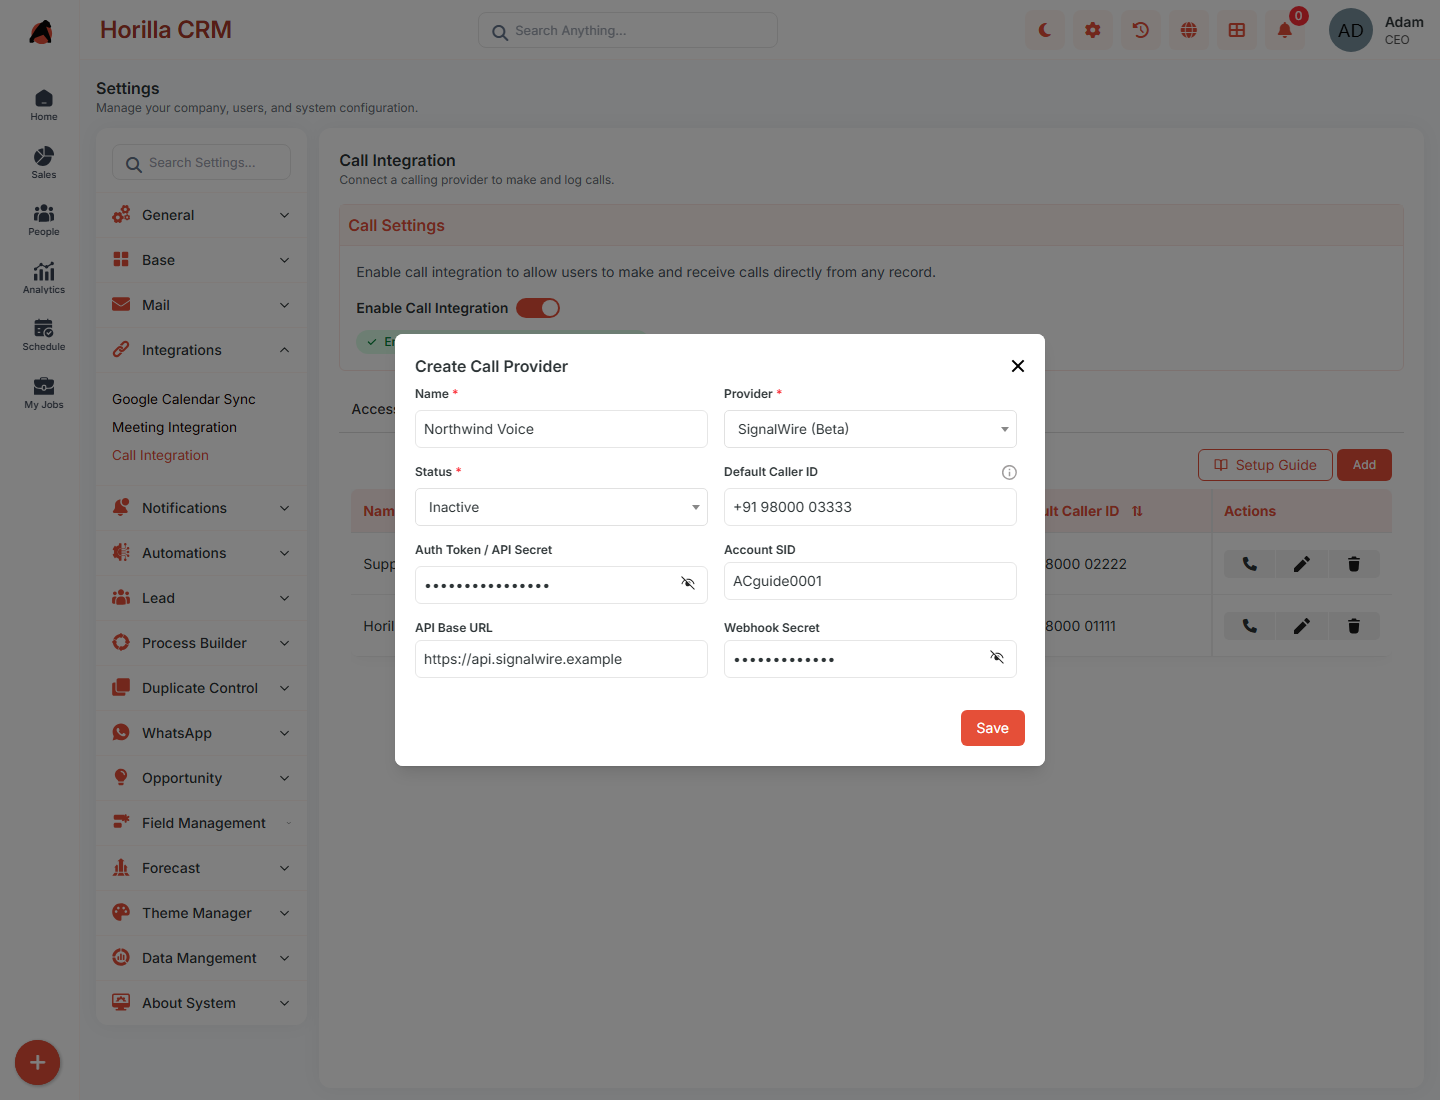 Horilla CRM
Search Anything...
0
AD
Adam
CEO
Home
Sales
People
Analytics
Schedule
My Jobs
Settings
Manage your company, users, and system configuration.
Search Settings...
General
Base
Mail
Integrations
Google Calendar Sync
Meeting Integration
Call Integration
Notifications
Automations
Lead
Process Builder
Duplicate Control
WhatsApp
Opportunity
Field Management
Forecast
Theme Manager
Data Mangement
About System
Call Integration
Connect a calling provider to make and log calls.
Call Settings
Enable call integration to allow users to make and receive calls directly from any record.
Enable Call Integration
Setup Guide
Add
Caller ID
Actions
8000 02222
8000 01111
Create Call Provider
Name *
Northwind Voice
Provider *
SignalWire (Beta)
Status *
Inactive
Default Caller ID
+91 98000 03333
Auth Token / API Secret
••••••••••••••••
Account SID
ACguide0001
API Base URL
https://api.signalwire.example
Webhook Secret
•••••••••••••
Save